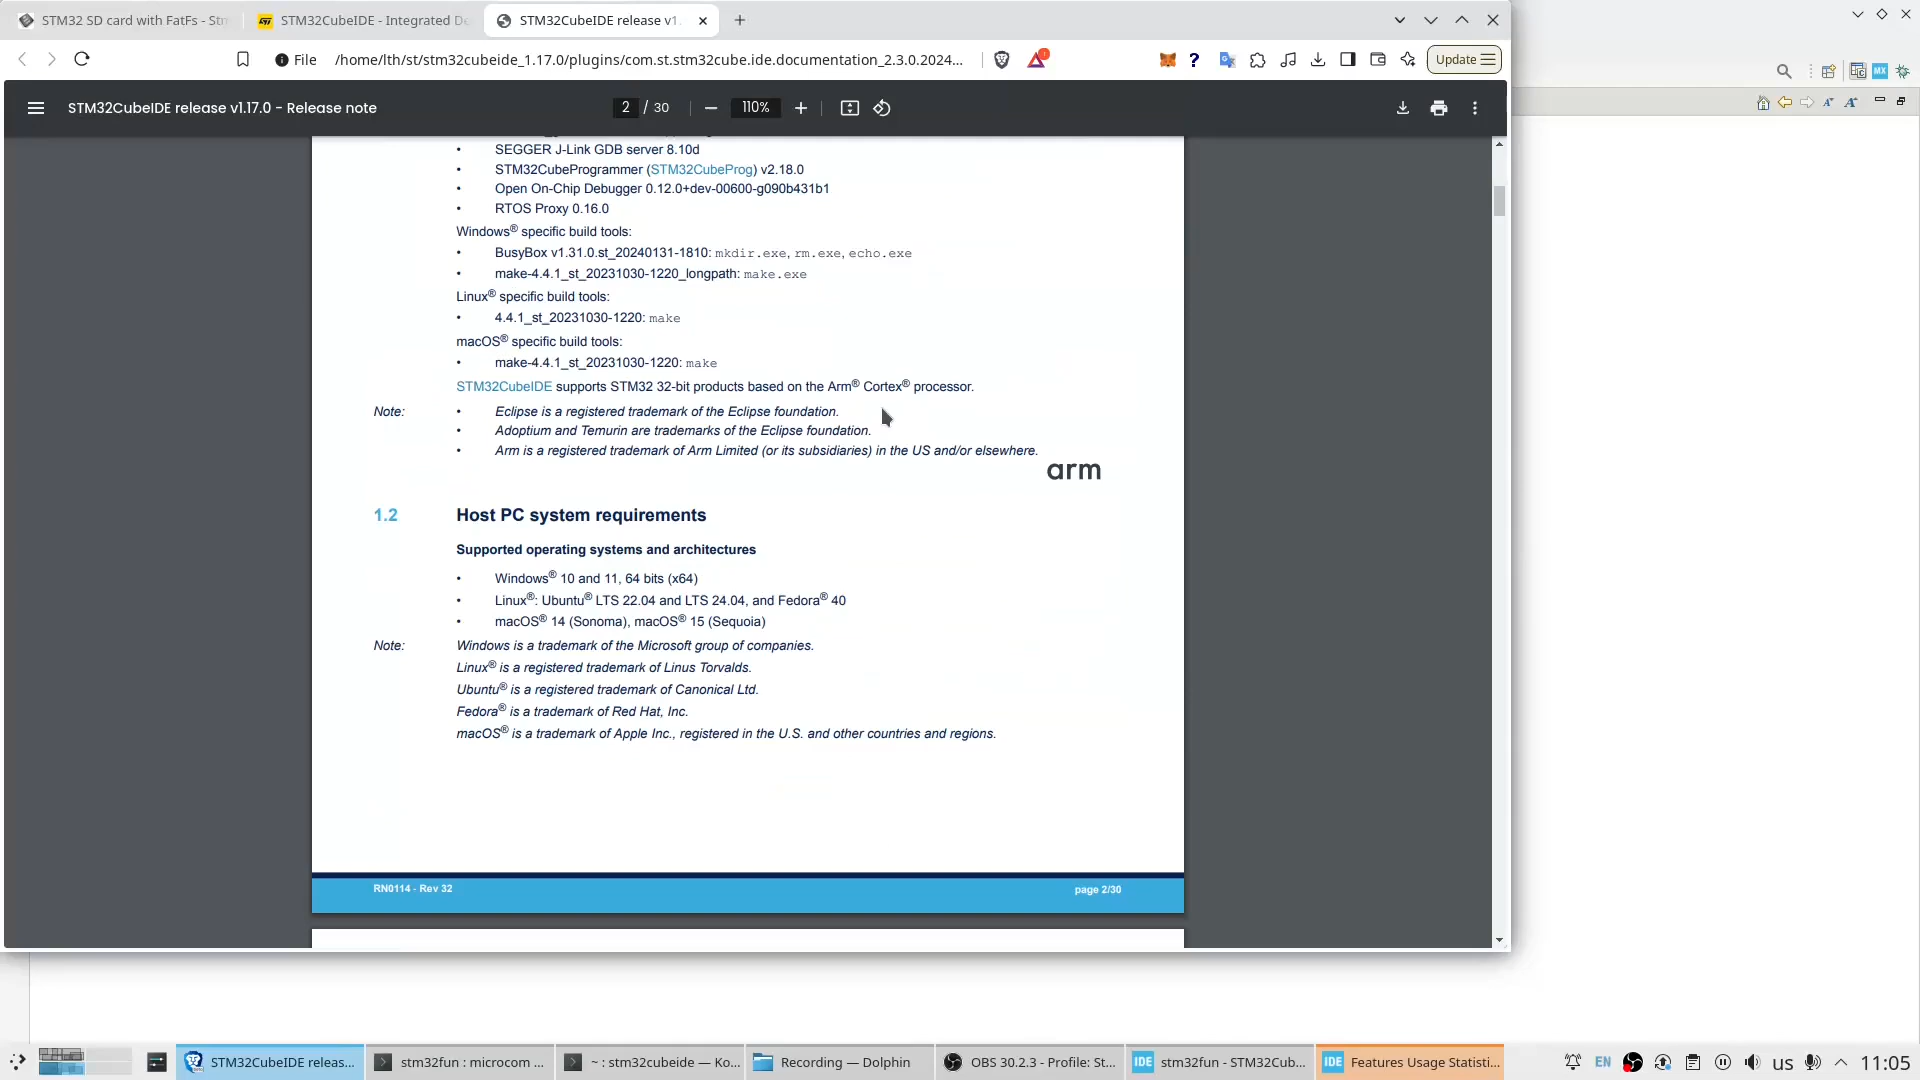 STM32 SD card with FatFs - Stm
STM32CubeIDE - Integrated De
STM32CubeIDE release v1.
File
/home/lth/st/stm32cubeide_1.17.0/plugins/com.st.stm32cube.ide.documentation_2.3.0.2024...
Update
STM32CubeIDE release v1.17.0 - Release note
2 / 30
110%
• SEGGER J-Link GDB server 8.10d
• STM32CubeProgrammer (STM32CubeProg) v2.18.0
• Open On-Chip Debugger 0.12.0+dev-00600-g090b431b1
• RTOS Proxy 0.16.0
Windows® specific build tools:
• BusyBox v1.31.0.st_20240131-1810: mkdir.exe, rm.exe, echo.exe
• make-4.4.1_st_20231030-1220_longpath: make.exe
Linux® specific build tools:
• 4.4.1_st_20231030-1220: make
macOS® specific build tools:
• make-4.4.1_st_20231030-1220: make
STM32CubeIDE supports STM32 32-bit products based on the Arm® Cortex® processor.
Note: • Eclipse is a registered trademark of the Eclipse foundation.
• Adoptium and Temurin are trademarks of the Eclipse foundation.
• Arm is a registered trademark of Arm Limited (or its subsidiaries) in the US and/or elsewhere.
arm
1.2 Host PC system requirements
Supported operating systems and architectures
• Windows® 10 and 11, 64 bits (x64)
• Linux®: Ubuntu® LTS 22.04 and LTS 24.04, and Fedora® 40
• macOS® 14 (Sonoma), macOS® 15 (Sequoia)
Note: Windows is a trademark of the Microsoft group of companies.
Linux® is a registered trademark of Linus Torvalds.
Ubuntu® is a registered trademark of Canonical Ltd.
Fedora® is a trademark of Red Hat, Inc.
macOS® is a trademark of Apple Inc., registered in the U.S. and other countries and regions.
RN0114 - Rev 32
page 2/30
STM32CubeIDE releas...
stm32fun : microcom ...
~ : stm32cubeide — Ko...
Recording — Dolphin
OBS 30.2.3 - Profile: St...
IDE stm32fun - STM32Cub...
IDE Features Usage Statisti...
EN
us
11:05
MX